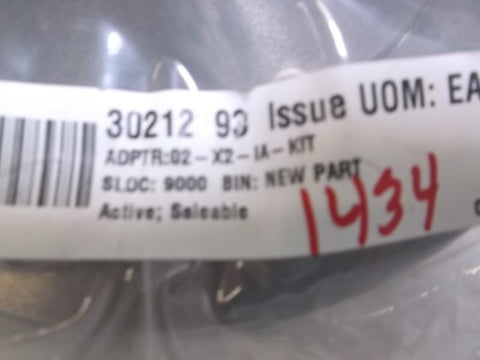 30212 93 Issue UOM: EA
ADPTR:02-X2-IA-KIT
SLOC: 9000 BIN: NEW PART
Active; Saleable
1434